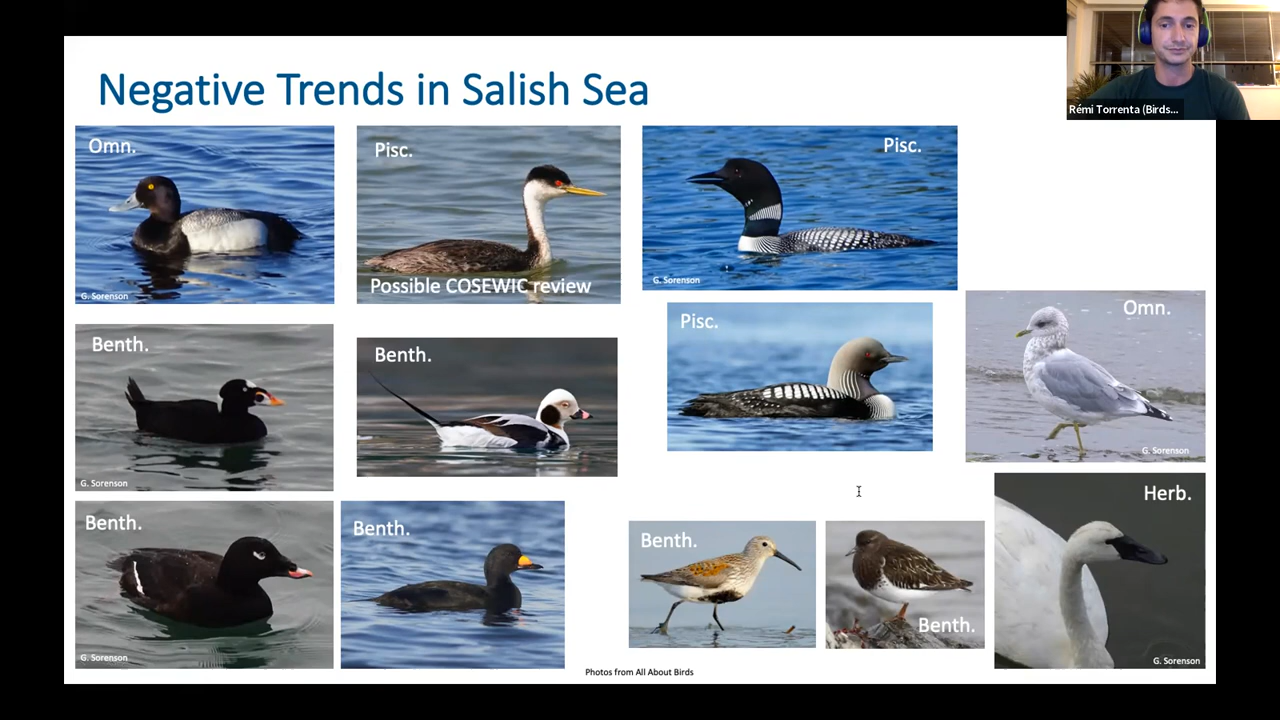 Negative Trends in Salish Sea
Rémi Torrenta (Birds...
Omn.
G. Sorenson
Pisc.
Possible COSEWIC review
Pisc.
G. Sorenson
Benth.
G. Sorenson
Benth.
Pisc.
Omn.
G. Sorenson
Benth.
G. Sorenson
Benth.
Benth.
Benth.
Herb.
G. Sorenson
Photos from All About Birds